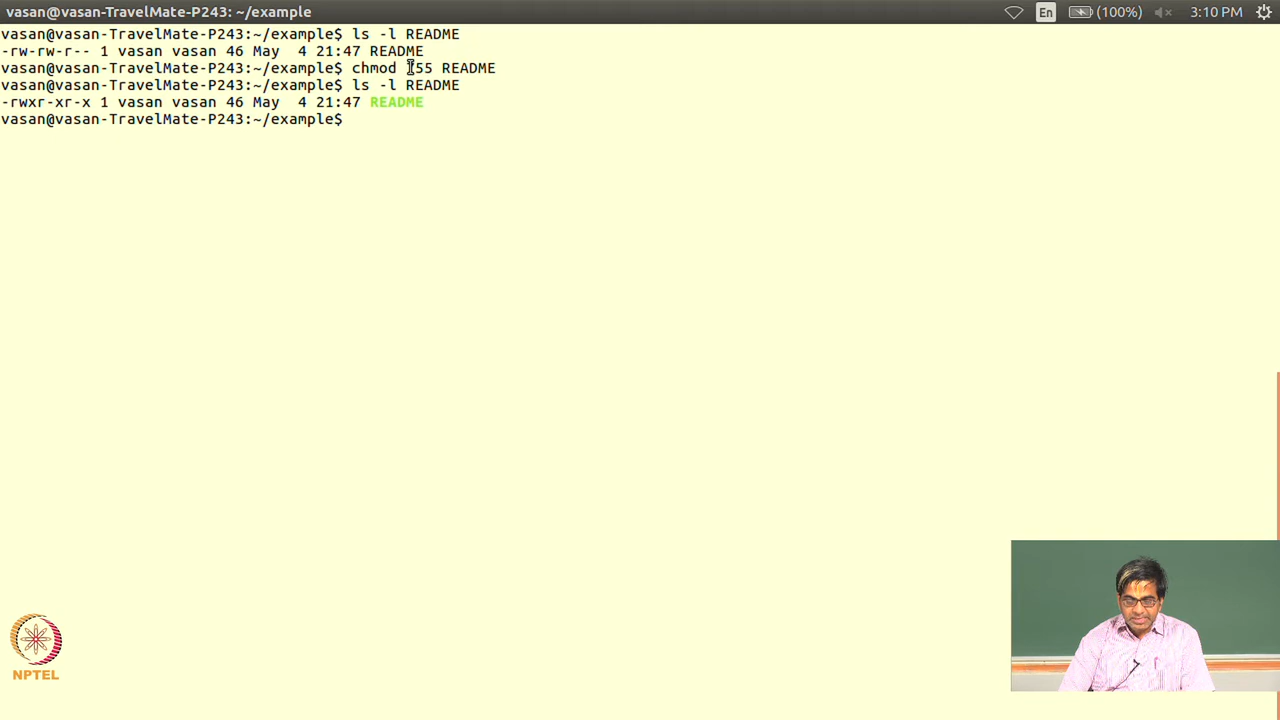 vasan@vasan-TravelMate-P243: ~/example
En
(100%)
3:10 PM
vasan@vasan-TravelMate-P243:~/example$ ls -l README
-rw-rw-r-- 1 vasan vasan 46 May  4 21:47 README
vasan@vasan-TravelMate-P243:~/example$ chmod 755 README
vasan@vasan-TravelMate-P243:~/example$ ls -l README
-rwxr-xr-x 1 vasan vasan 46 May  4 21:47 README
vasan@vasan-TravelMate-P243:~/example$
NPTEL